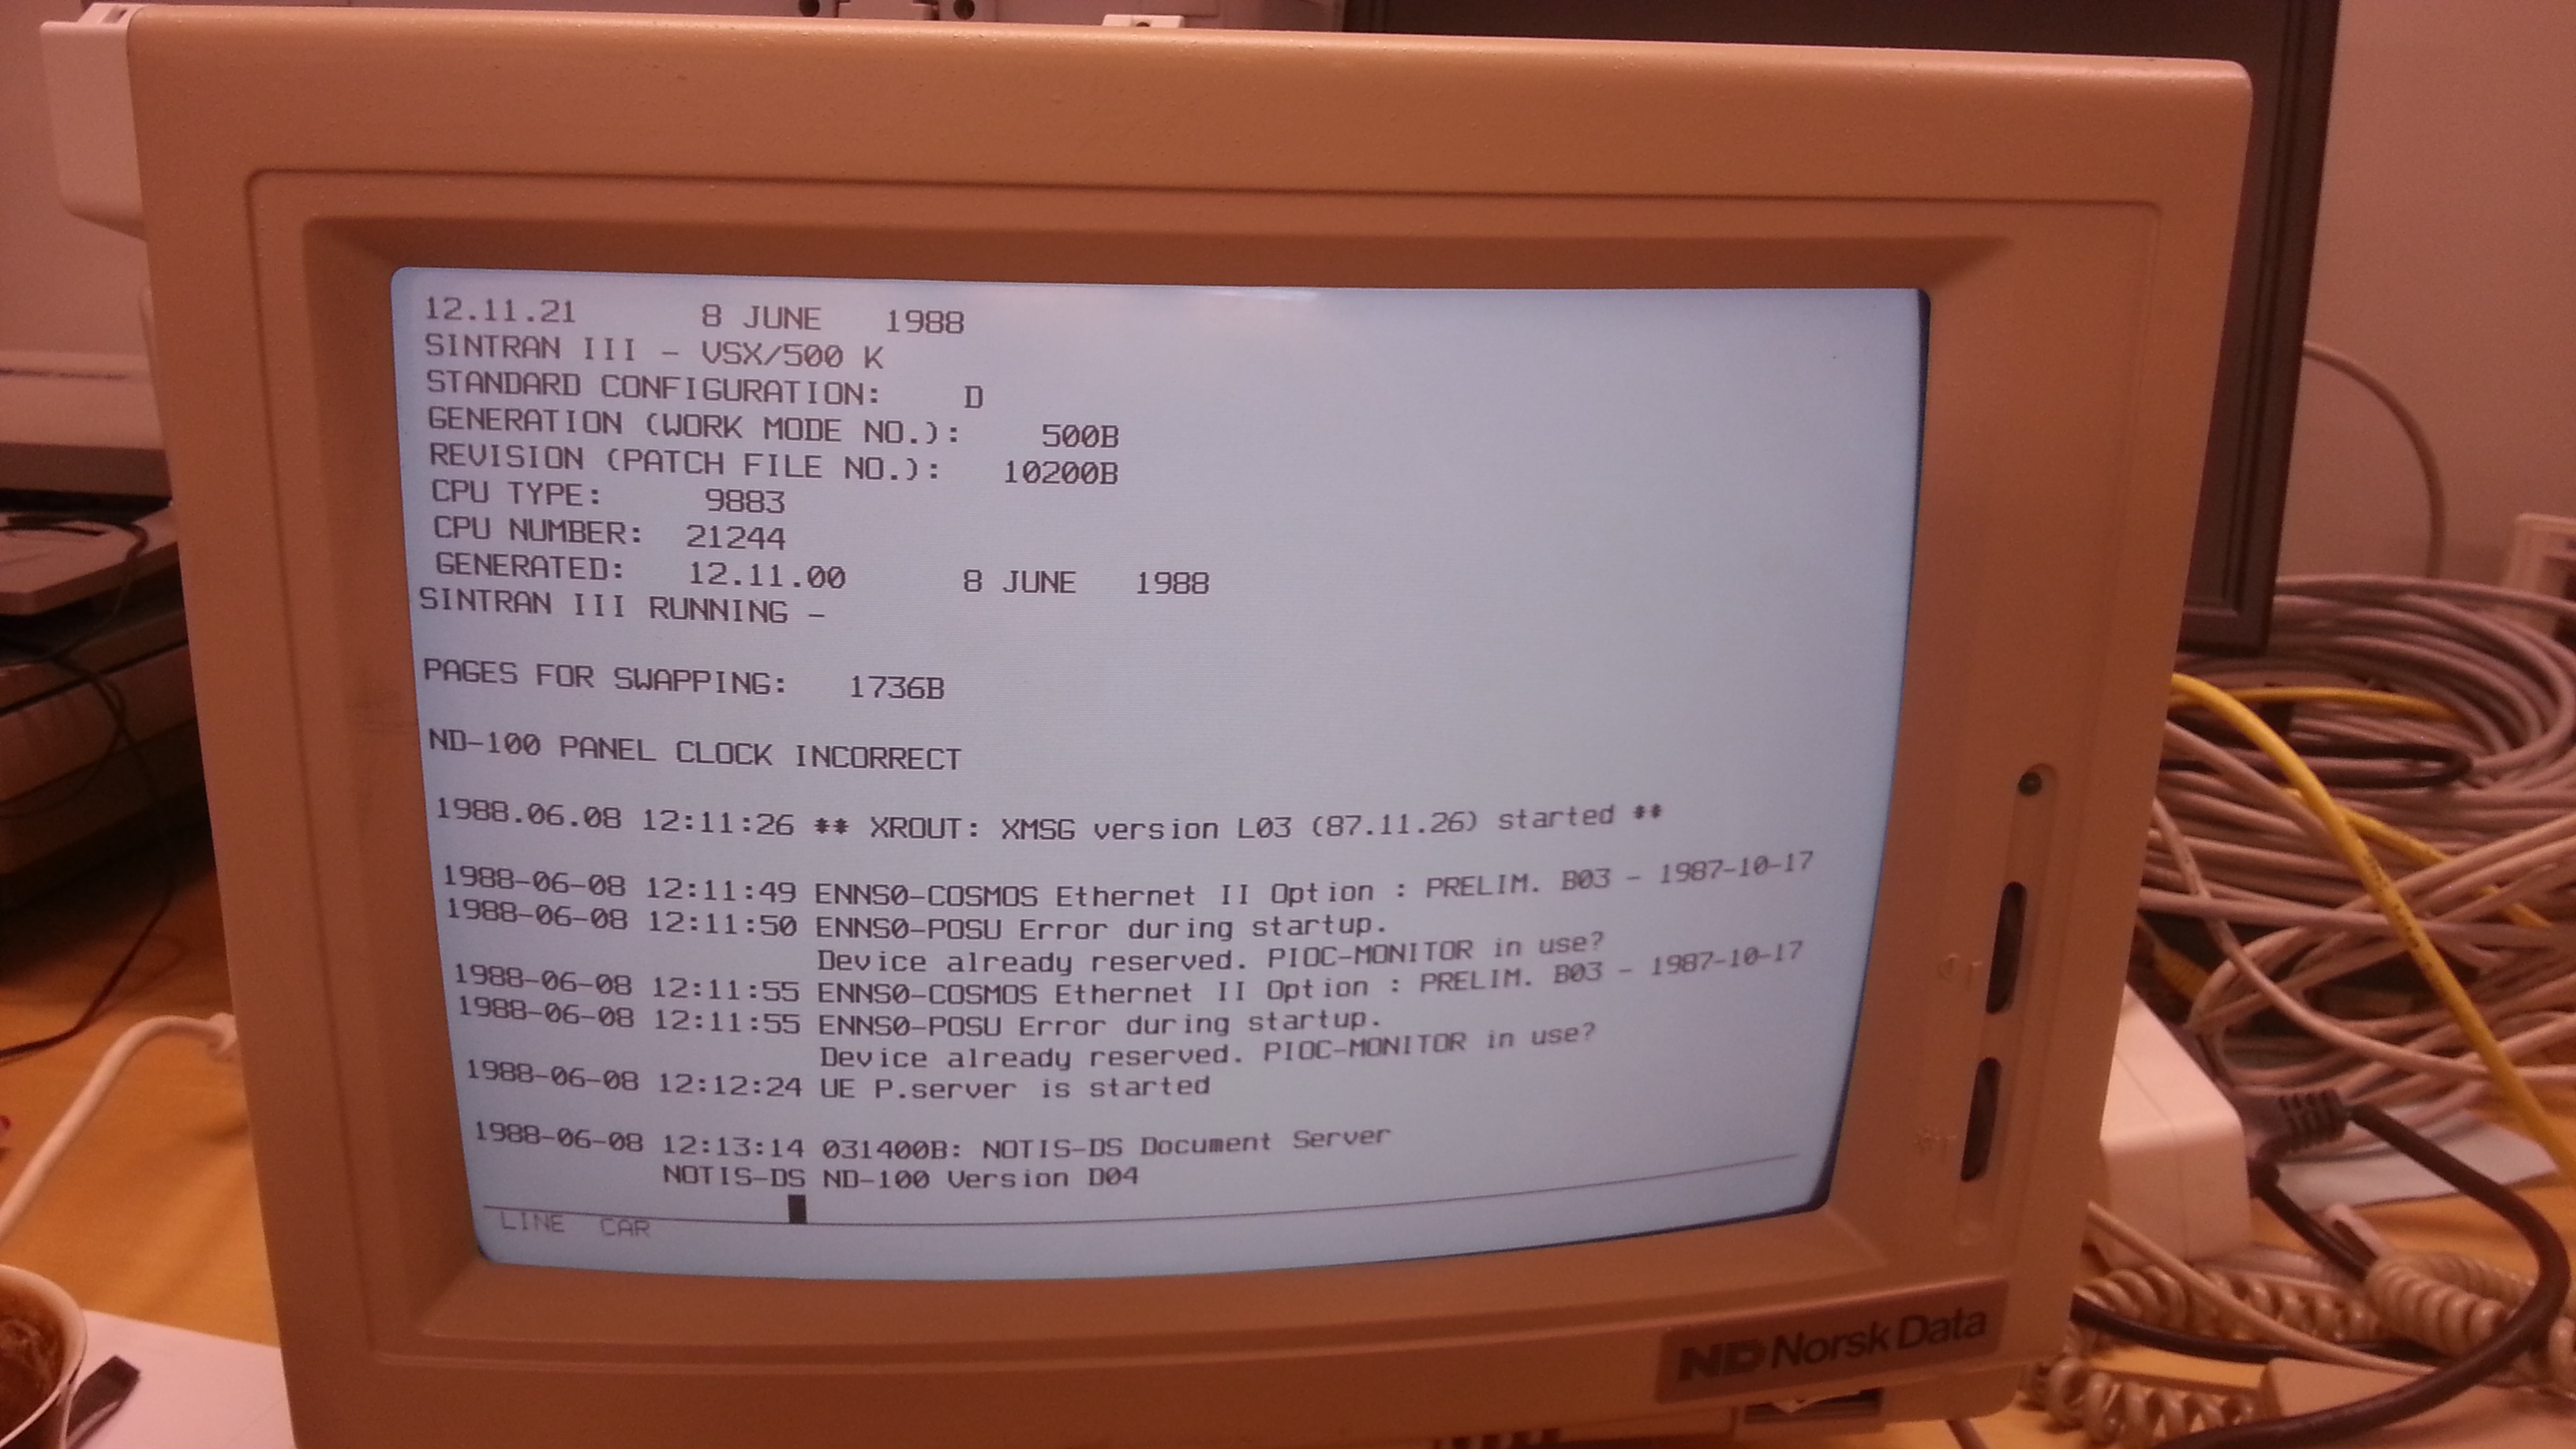 12.11.21 8 JUNE 1988
SINTRAN III - VSX/500 K
STANDARD CONFIGURATION: D
GENERATION (WORK MODE NO.): 500B
REVISION (PATCH FILE NO.): 10200B
CPU TYPE: 9883
CPU NUMBER: 21244
GENERATED: 12.11.00 8 JUNE 1988
SINTRAN III RUNNING -
PAGES FOR SWAPPING: 1736B
ND-100 PANEL CLOCK INCORRECT
1988.06.08 12:11:26 ** XROUT: XMSG version L03 (87.11.26) started **
1988-06-08 12:11:49 ENNS0-COSMOS Ethernet II Option : PRELIM. B03 - 1987-10-17
1988-06-08 12:11:50 ENNS0-POSU Error during startup.
Device already reserved. PIOC-MONITOR in use?
1988-06-08 12:11:55 ENNS0-COSMOS Ethernet II Option : PRELIM. B03 - 1987-10-17
1988-06-08 12:11:55 ENNS0-POSU Error during startup.
Device already reserved. PIOC-MONITOR in use?
1988-06-08 12:12:24 UE P.server is started
1988-06-08 12:13:14 031400B: NOTIS-DS Document Server
NOTIS-DS ND-100 Version D04
LINE CAR
ND Norsk Data